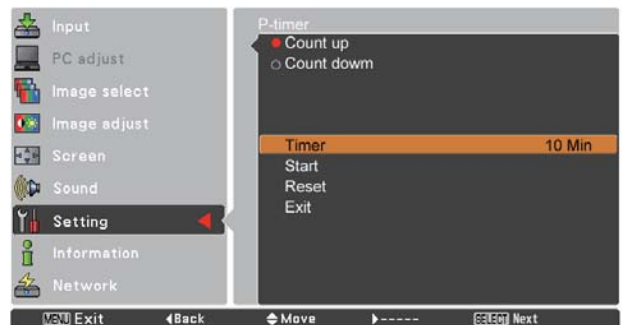 Input
PC adjust
Image select
Image adjust
Screen
Sound
Setting
Information
Network
P-timer
Count up
Count dowm
Timer 10 Min
Start
Reset
Exit
MENU Exit Back Move ----- SELECT Next